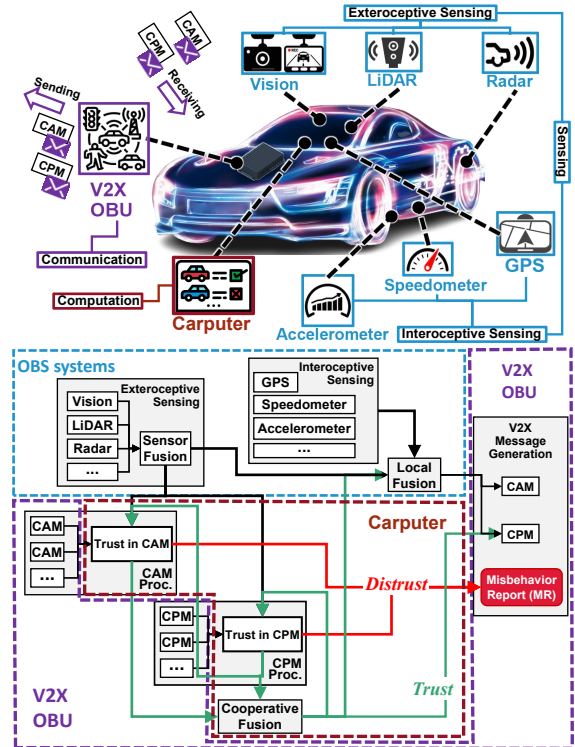 Exteroceptive Sensing
CPM
CAM
Sending
Receiving
REC
Vision
LiDAR
Radar
CAM
CPM
Sensing
V2X
OBU
Communication
Computation
Carputer
GPS
Speedometer
Accelerometer
Interoceptive Sensing
OBS systems
Exteroceptive
Sensing
Vision
LiDAR
Radar
...
Sensor
Fusion
Interoceptive
Sensing
GPS
Speedometer
Accelerometer
...
Local
Fusion
V2X
OBU
V2X
Message
Generation
CAM
CPM
Misbehavior
Report (MR)
Carputer
CAM
CAM
...
Trust in CAM
CAM
Proc.
Distrust
CPM
CPM
...
Trust in CPM
CPM
Proc.
Trust
V2X
OBU
Cooperative
Fusion